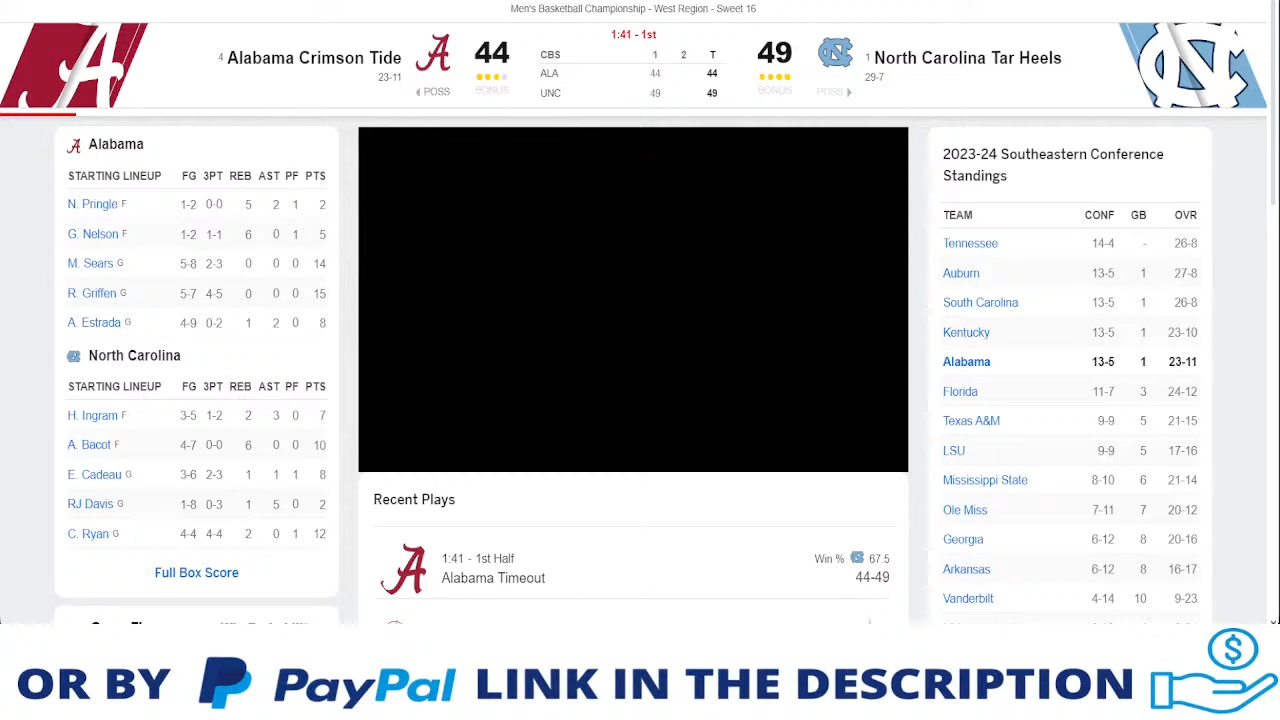 Men's Basketball Championship - West Region - Sweet 16
4 Alabama Crimson Tide
23-11
POSS
44
BONUS
1:41 - 1st
CBS 1 2 T
ALA 44 44
UNC 49 49
49
BONUS
1 North Carolina Tar Heels
29-7
POSS
Alabama
STARTING LINEUP FG 3PT REB AST PF PTS
N. Pringle F 1-2 0-0 5 2 1 2
G. Nelson F 1-2 1-1 6 0 1 5
M. Sears G 5-8 2-3 0 0 0 14
R. Griffen G 5-7 4-5 0 0 0 15
A. Estrada G 4-9 0-2 1 2 0 8
North Carolina
STARTING LINEUP FG 3PT REB AST PF PTS
H. Ingram F 3-5 1-2 2 3 0 7
A. Bacot F 4-7 0-0 6 0 0 10
E. Cadeau G 3-6 2-3 1 1 1 8
RJ Davis G 1-8 0-3 1 5 0 2
C. Ryan G 4-4 4-4 2 0 1 12
Full Box Score
Recent Plays
1:41 - 1st Half
Alabama Timeout
Win % 67.5
44-49
2023-24 Southeastern Conference
Standings
TEAM CONF GB OVR
Tennessee 14-4 - 26-8
Auburn 13-5 1 27-8
South Carolina 13-5 1 26-8
Kentucky 13-5 1 23-10
Alabama 13-5 1 23-11
Florida 11-7 3 24-12
Texas A&M 9-9 5 21-15
LSU 9-9 5 17-16
Mississippi State 8-10 6 21-14
Ole Miss 7-11 7 20-12
Georgia 6-12 8 20-16
Arkansas 6-12 8 16-17
Vanderbilt 4-14 10 9-23
OR BY PayPal LINK IN THE DESCRIPTION